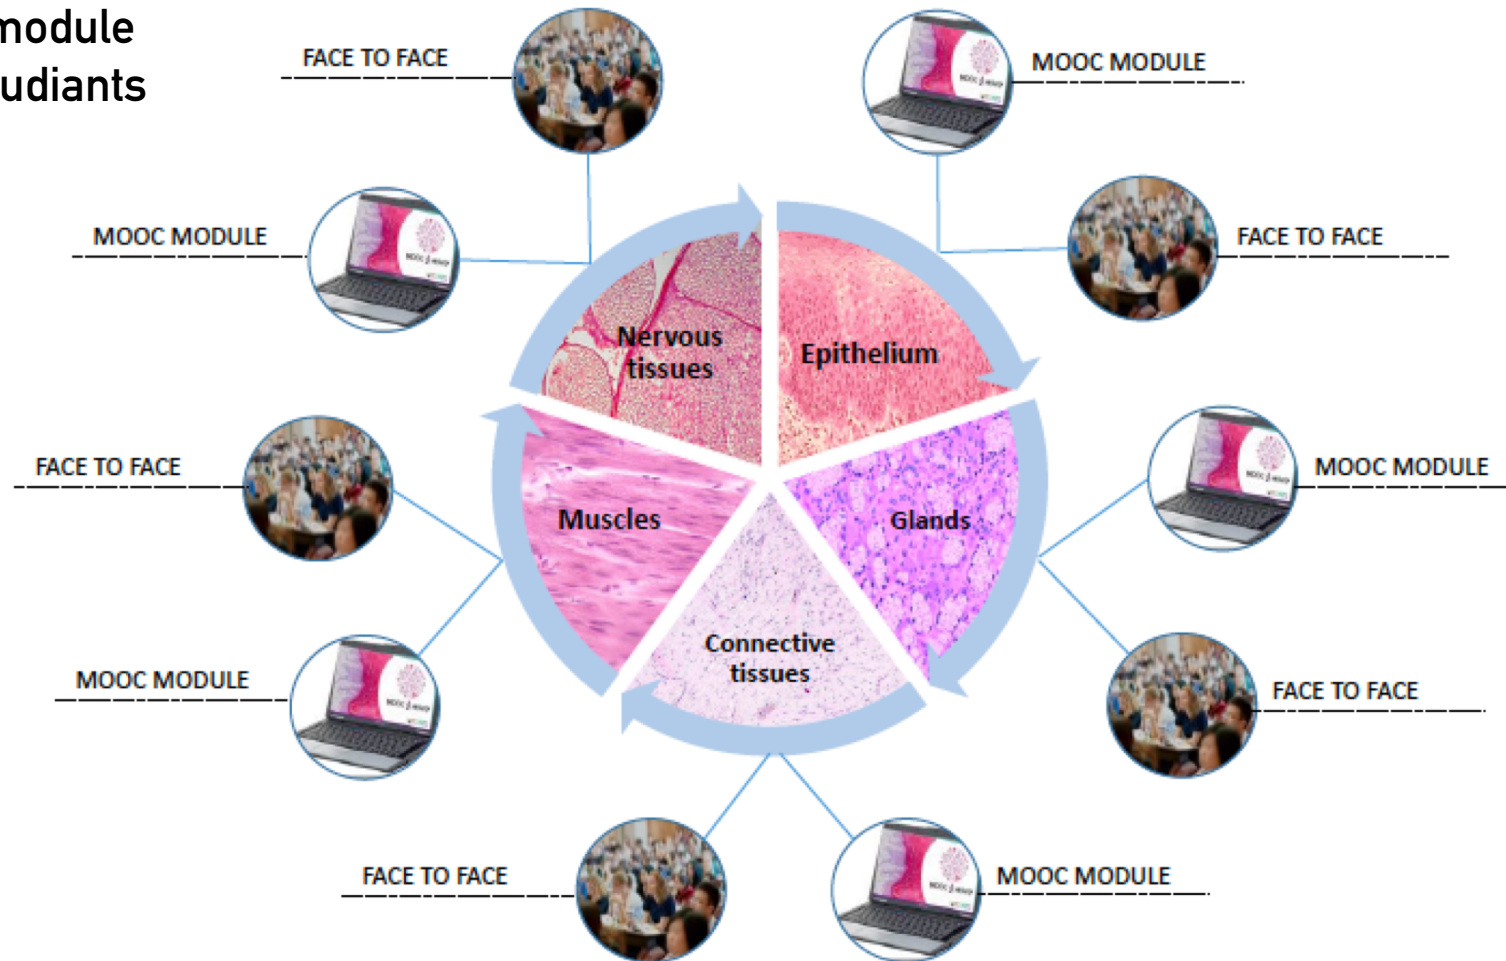 module
udiants
FACE TO FACE
MOOC MODULE
MOOC MODULE
FACE TO FACE
Nervous
tissues
Epithelium
FACE TO FACE
MOOC MODULE
Muscles
Glands
Connective
tissues
MOOC MODULE
FACE TO FACE
FACE TO FACE
MOOC MODULE